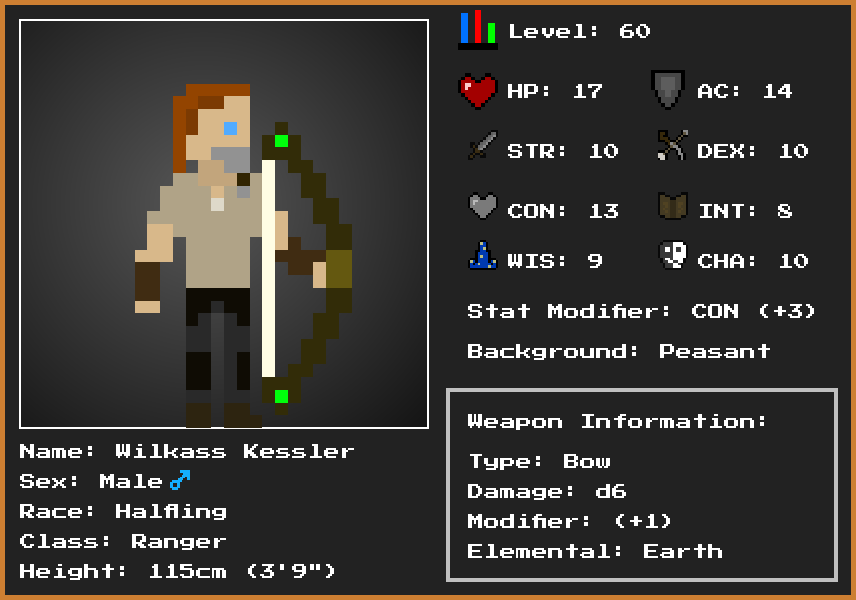 Level: 60
HP: 17
AC: 14
STR: 10
DEX: 10
CON: 13
INT: 8
WIS: 9
CHA: 10
Stat Modifier: CON (+3)
Background: Peasant
Weapon Information:
Type: Bow
Damage: d6
Modifier: (+1)
Elemental: Earth
Name: Wilkass Kessler
Sex: Male ♂
Race: Halfling
Class: Ranger
Height: 115cm (3'9")